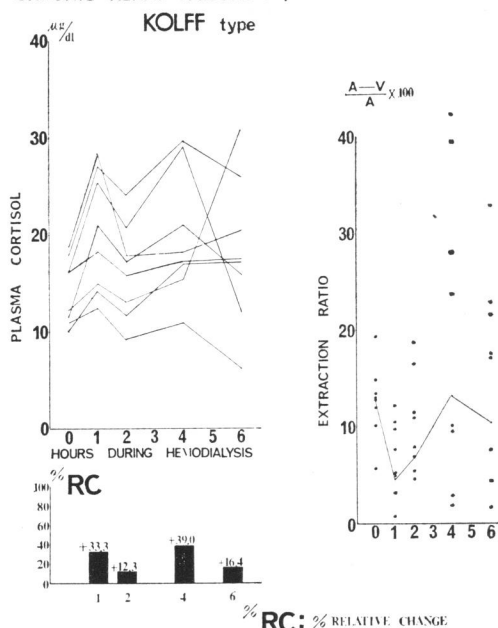 KOLFF type
µg/dl
40
30
20
10
0
PLASMA CORTISOL
0 1 2 3 4 5 6
HOURS DURING HEMODIALYSIS
A—V
A
X 100
40
30
20
10
0
EXTRACTION RATIO
0 1 2 3 4 5 6
% RC
100
80
60
40
20
0
+33.3
+12.3
+39.0
+16.4
1 2 4 6
% RC: % RELATIVE CHANGE